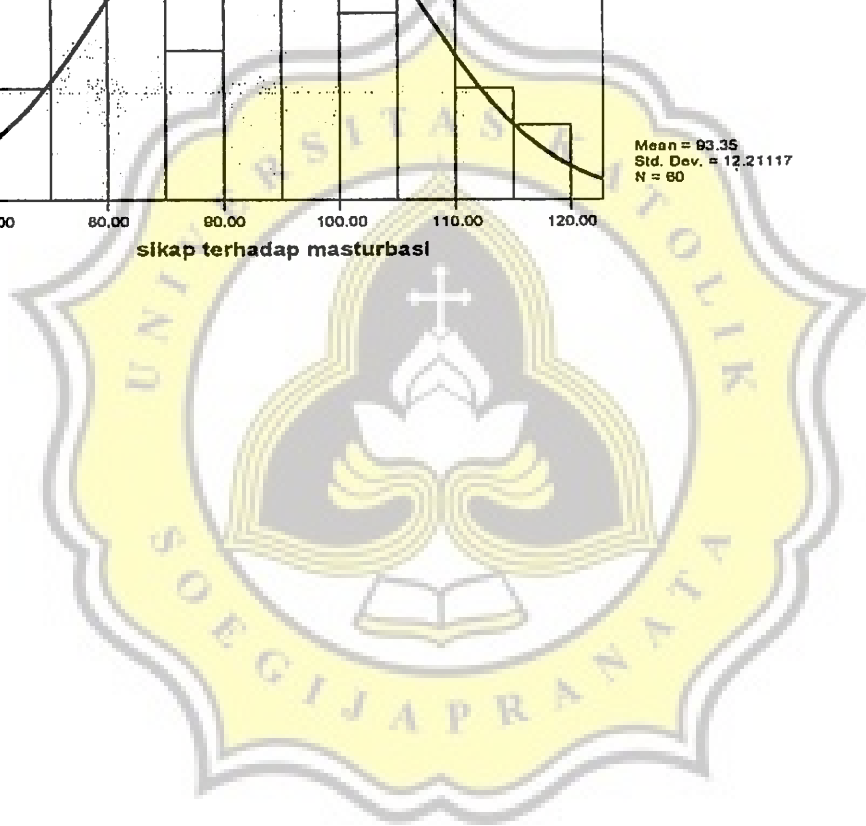 Mean = 93.35
Std. Dev. = 12.21117
N = 60
80.00 90.00 100.00 110.00 120.00
sikap terhadap masturbasi
UNIVERSITAS KATOLIK
SOEGIJAPRANATA